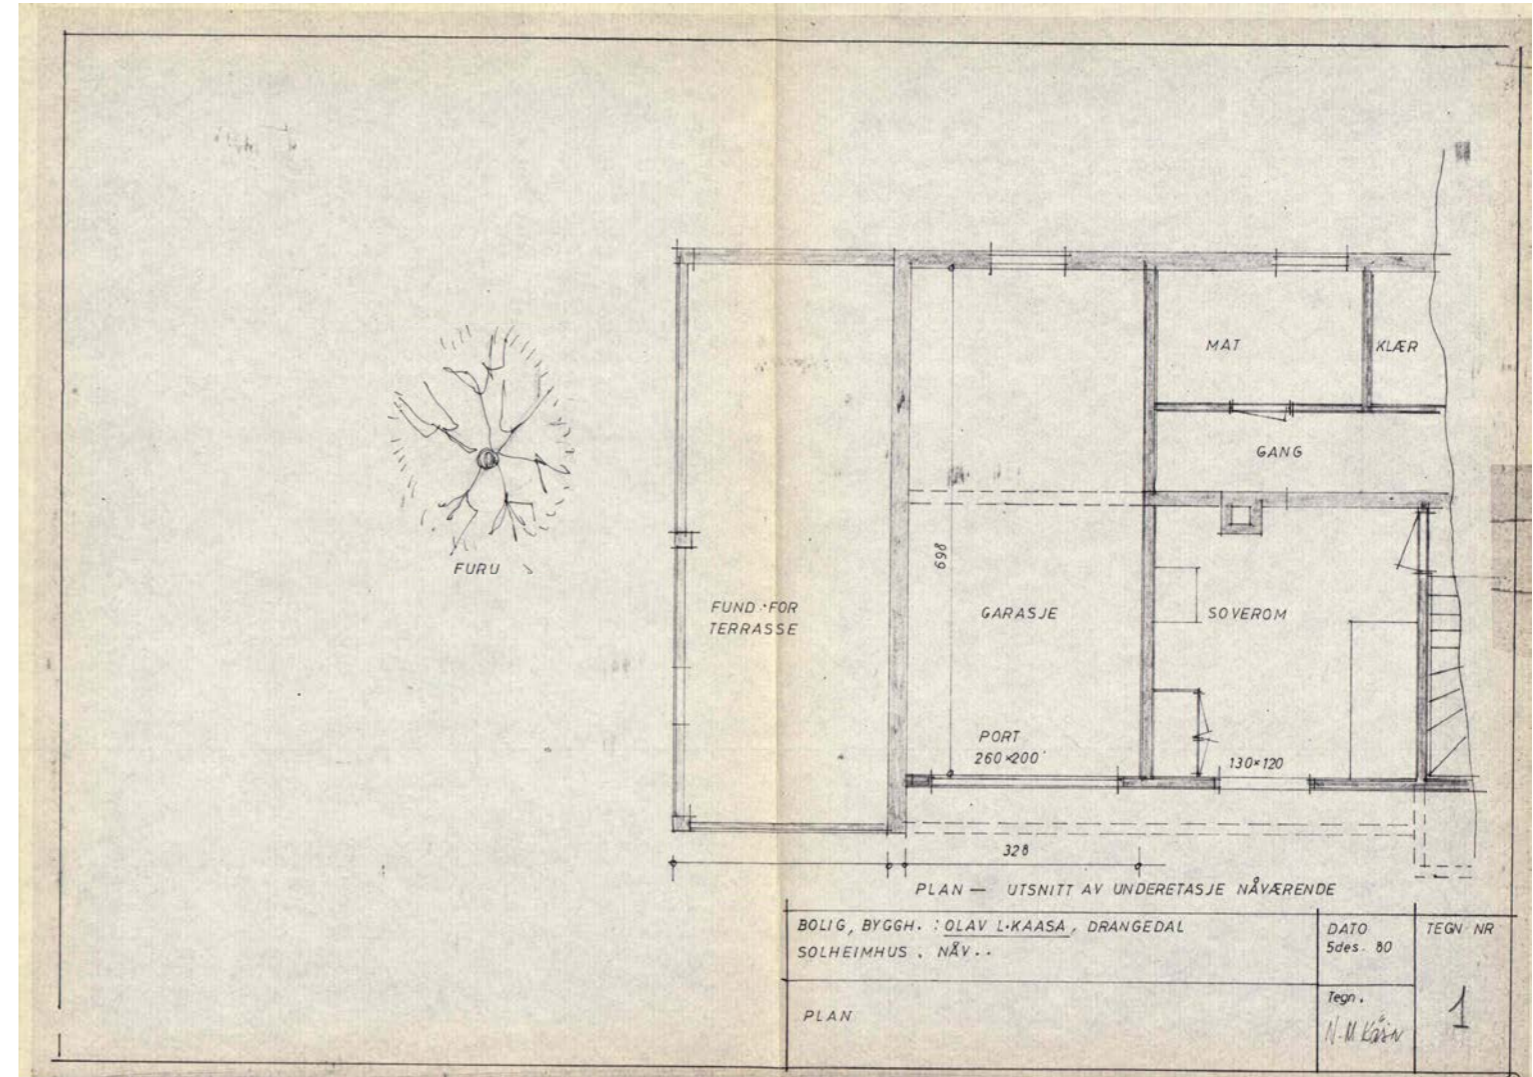 MAT
KLÆR
GANG
FURU
698
FUND. FOR
TERRASSE
GARASJE
SOVEROM
PORT
260×200
130×120
328
PLAN — UTSNITT AV UNDERETASJE NÅVÆRENDE
BOLIG, BYGGH. : OLAV L. KAASA, DRANGEDAL
SOLHEIMHUS . NÅV..
DATO
5des. 80
TEGN NR
PLAN
Tegn.
N.M
1